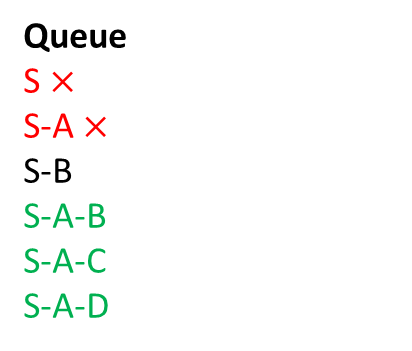 Queue
S ×
S-A ×
S-B
S-A-B
S-A-C
S-A-D